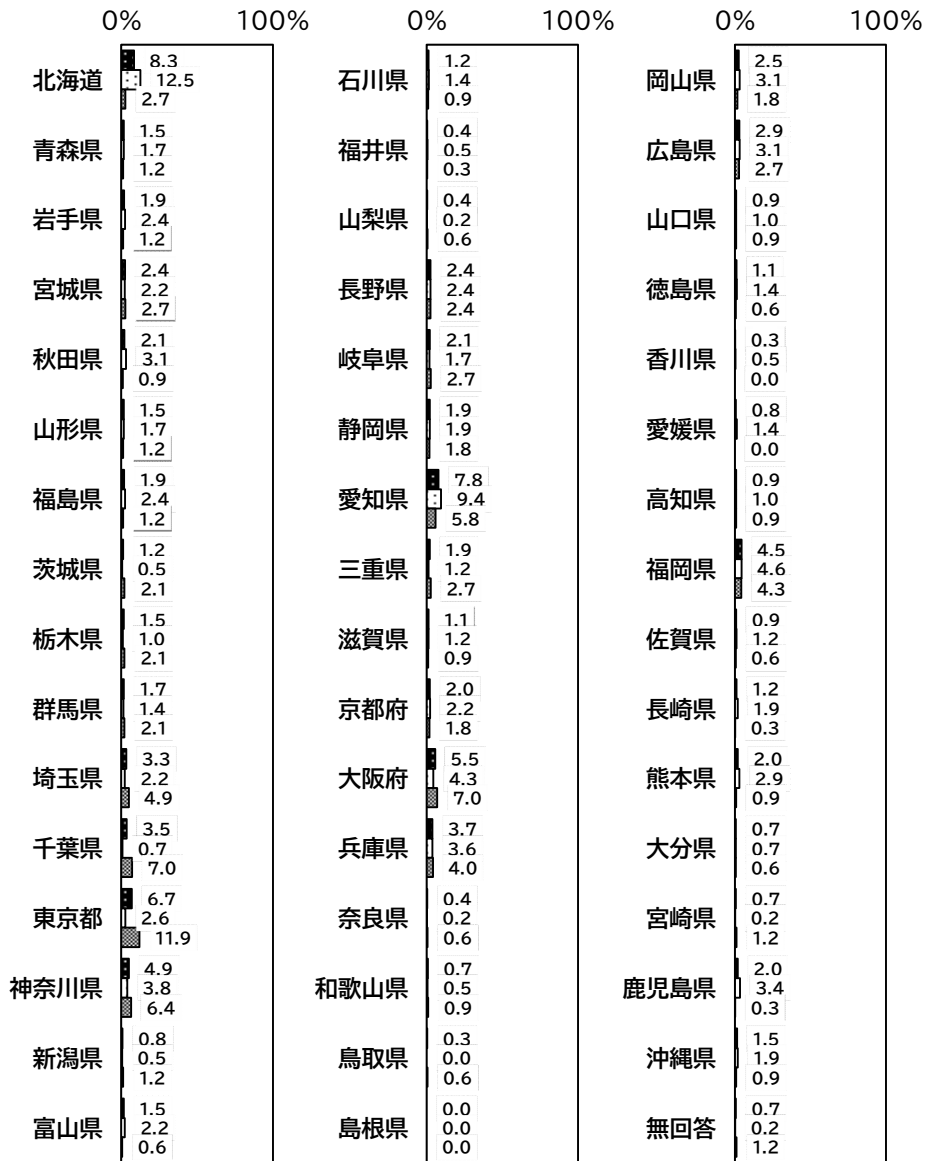 0% 100% 0% 100% 0% 100%
北海道 8.3 12.5 2.7
青森県 1.5 1.7 1.2
岩手県 1.9 2.4 1.2
宮城県 2.4 2.2 2.7
秋田県 2.1 3.1 0.9
山形県 1.5 1.7 1.2
福島県 1.9 2.4 1.2
茨城県 1.2 0.5 2.1
栃木県 1.5 1.0 2.1
群馬県 1.7 1.4 2.1
埼玉県 3.3 2.2 4.9
千葉県 3.5 0.7 7.0
東京都 6.7 2.6 11.9
神奈川県 4.9 3.8 6.4
新潟県 0.8 0.5 1.2
富山県 1.5 2.2 0.6
石川県 1.2 1.4 0.9
福井県 0.4 0.5 0.3
山梨県 0.4 0.2 0.6
長野県 2.4 2.4 2.4
岐阜県 2.1 1.7 2.7
静岡県 1.9 1.9 1.8
愛知県 7.8 9.4 5.8
三重県 1.9 1.2 2.7
滋賀県 1.1 1.2 0.9
京都府 2.0 2.2 1.8
大阪府 5.5 4.3 7.0
兵庫県 3.7 3.6 4.0
奈良県 0.4 0.2 0.6
和歌山県 0.7 0.5 0.9
鳥取県 0.3 0.0 0.6
島根県 0.0 0.0 0.0
岡山県 2.5 3.1 1.8
広島県 2.9 3.1 2.7
山口県 0.9 1.0 0.9
徳島県 1.1 1.4 0.6
香川県 0.3 0.5 0.0
愛媛県 0.8 1.4 0.0
高知県 0.9 1.0 0.9
福岡県 4.5 4.6 4.3
佐賀県 0.9 1.2 0.6
長崎県 1.2 1.9 0.3
熊本県 2.0 2.9 0.9
大分県 0.7 0.7 0.6
宮崎県 0.7 0.2 1.2
鹿児島県 2.0 3.4 0.3
沖縄県 1.5 1.9 0.9
無回答 0.7 0.2 1.2